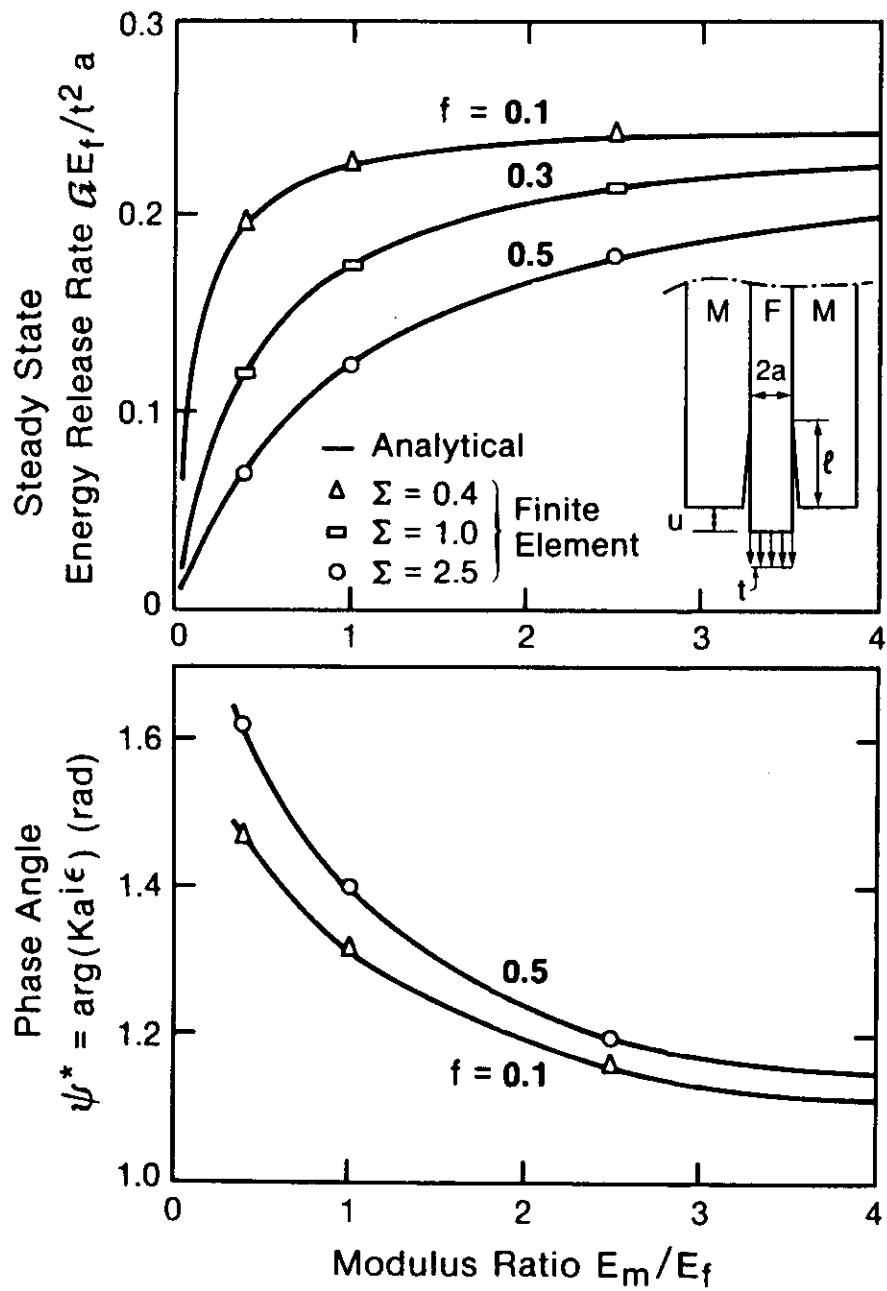 Steady State
Energy Release Rate 𝒢E_f/t² a
0.3
0.2
0.1
0
f = 0.1
0.3
0.5
M F M
2a
ℓ
u
t
— Analytical
△ Σ = 0.4
▭ Σ = 1.0
○ Σ = 2.5
Finite
Element
0 1 2 3 4
Phase Angle
ψ* = arg(Ka^iϵ) (rad)
1.6
1.4
1.2
1.0
0.5
f = 0.1
0 1 2 3 4
Modulus Ratio E_m/E_f